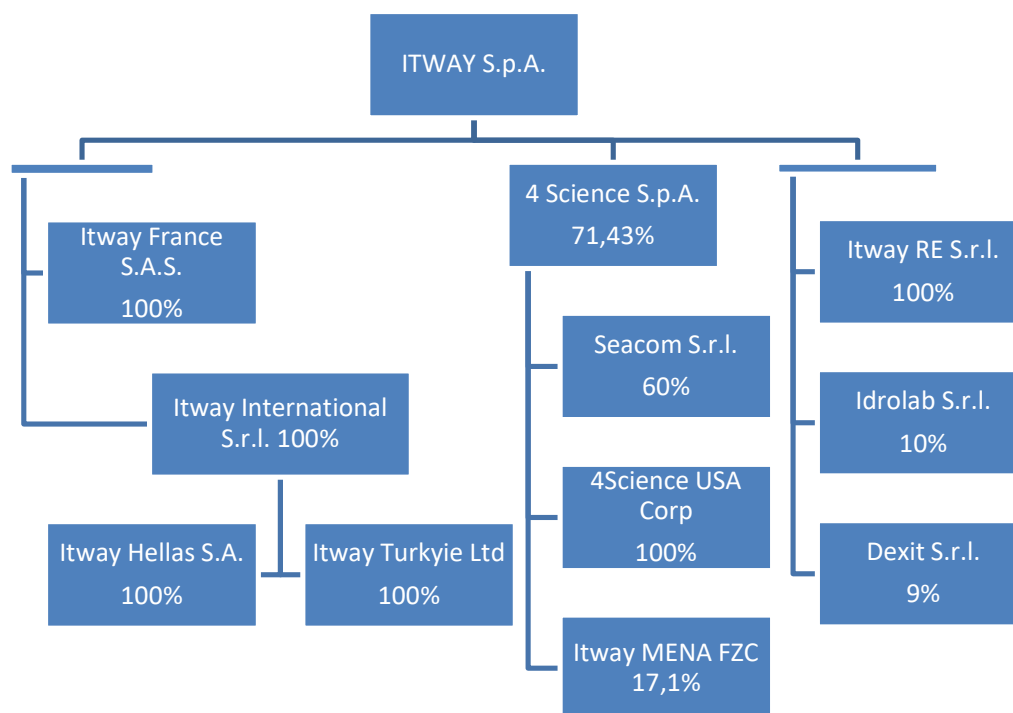 ITWAY S.p.A.
Itway France
S.A.S.
100%
Itway International
S.r.l. 100%
Itway Hellas S.A.
100%
Itway Turkyie Ltd
100%
4 Science S.p.A.
71,43%
Seacom S.r.l.
60%
4Science USA
Corp
100%
Itway MENA FZC
17,1%
Itway RE S.r.l.
100%
Idrolab S.r.l.
10%
Dexit S.r.l.
9%